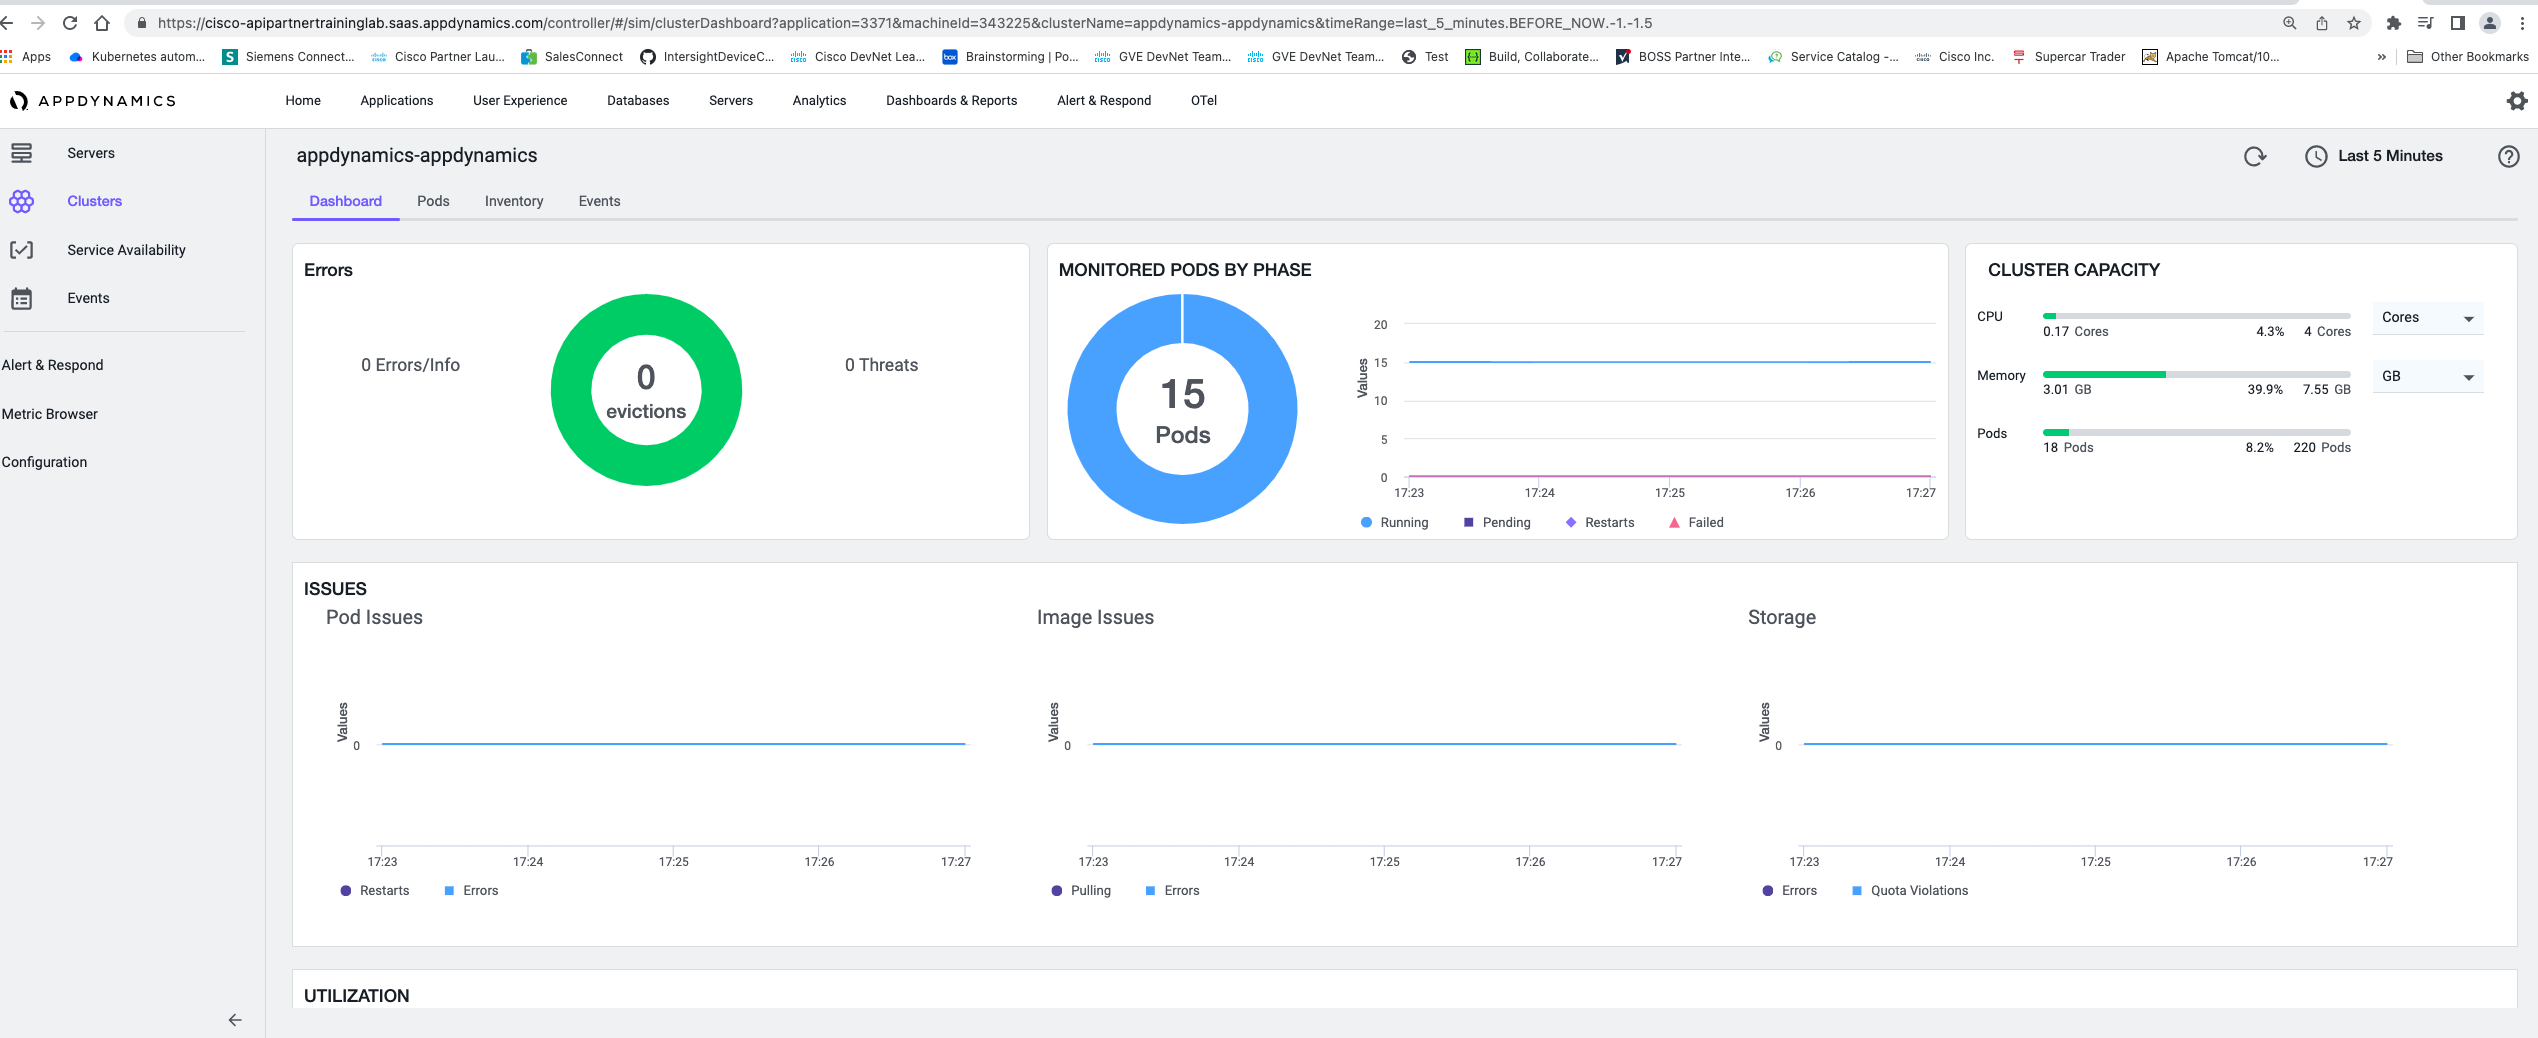 https://cisco-apipartnertraininglab.saas.appdynamics.com/controller/#/sim/clusterDashboard?application=3371&machineId=343225&clusterName=appdynamics-appdynamics&timeRange=last_5_minutes.BEFORE_NOW.-1.-1.5
Apps Kubernetes autom... S Siemens Connect... Cisco Partner Lau... SalesConnect IntersightDeviceC... Cisco DevNet Lea... box Brainstorming | Po... GVE DevNet Team... GVE DevNet Team... Test Build, Collaborate... BOSS Partner Inte... Service Catalog -... Cisco Inc. Supercar Trader Apache Tomcat/10... » Other Bookmarks
APPDYNAMICS Home Applications User Experience Databases Servers Analytics Dashboards & Reports Alert & Respond OTel
Servers
Clusters
Service Availability
Events
Alert & Respond
Metric Browser
Configuration
appdynamics-appdynamics
Last 5 Minutes
Dashboard Pods Inventory Events
Errors
0 Errors/Info
0
evictions
0 Threats
MONITORED PODS BY PHASE
15
Pods
Values
20
15
10
5
0
17:23 17:24 17:25 17:26 17:27
Running Pending Restarts Failed
CLUSTER CAPACITY
CPU
0.17 Cores 4.3% 4 Cores
Cores
Memory
3.01 GB 39.9% 7.55 GB
GB
Pods
18 Pods 8.2% 220 Pods
ISSUES
Pod Issues
Values
0
17:23 17:24 17:25 17:26 17:27
Restarts Errors
Image Issues
Values
0
17:23 17:24 17:25 17:26 17:27
Pulling Errors
Storage
Values
0
17:23 17:24 17:25 17:26 17:27
Errors Quota Violations
UTILIZATION